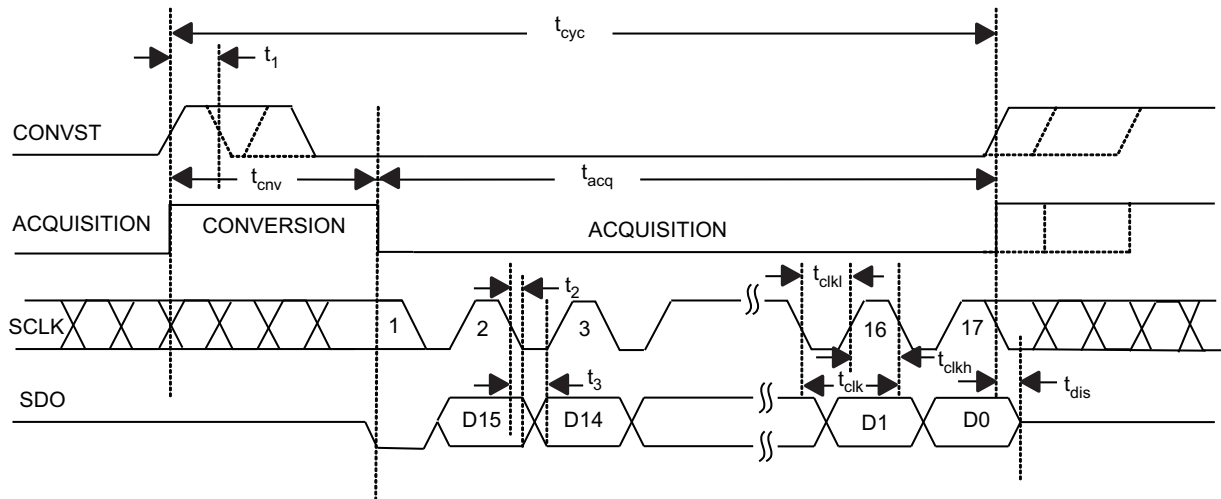 t_cyc
t_1
CONVST
t_cnv
t_acq
ACQUISITION
CONVERSION
ACQUISITION
t_2
t_clkl
SCLK
1
2
3
16
17
t_3
t_clk
t_clkh
t_dis
SDO
D15
D14
D1
D0